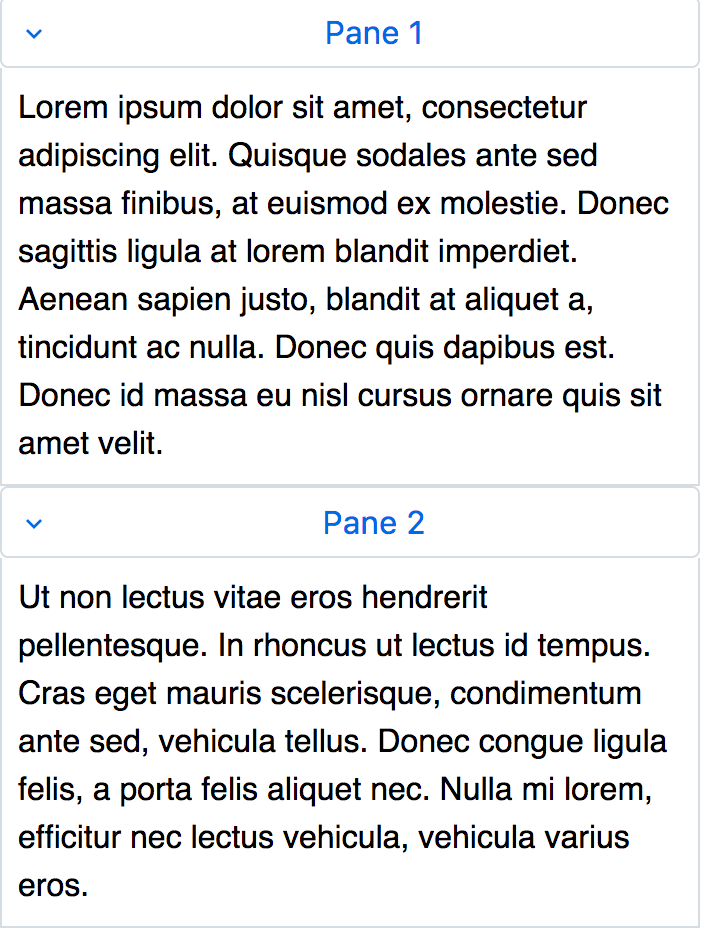 Pane 1
Lorem ipsum dolor sit amet, consectetur
adipiscing elit. Quisque sodales ante sed
massa finibus, at euismod ex molestie. Donec
sagittis ligula at lorem blandit imperdiet.
Aenean sapien justo, blandit at aliquet a,
tincidunt ac nulla. Donec quis dapibus est.
Donec id massa eu nisl cursus ornare quis sit
amet velit.
Pane 2
Ut non lectus vitae eros hendrerit
pellentesque. In rhoncus ut lectus id tempus.
Cras eget mauris scelerisque, condimentum
ante sed, vehicula tellus. Donec congue ligula
felis, a porta felis aliquet nec. Nulla mi lorem,
efficitur nec lectus vehicula, vehicula varius
eros.